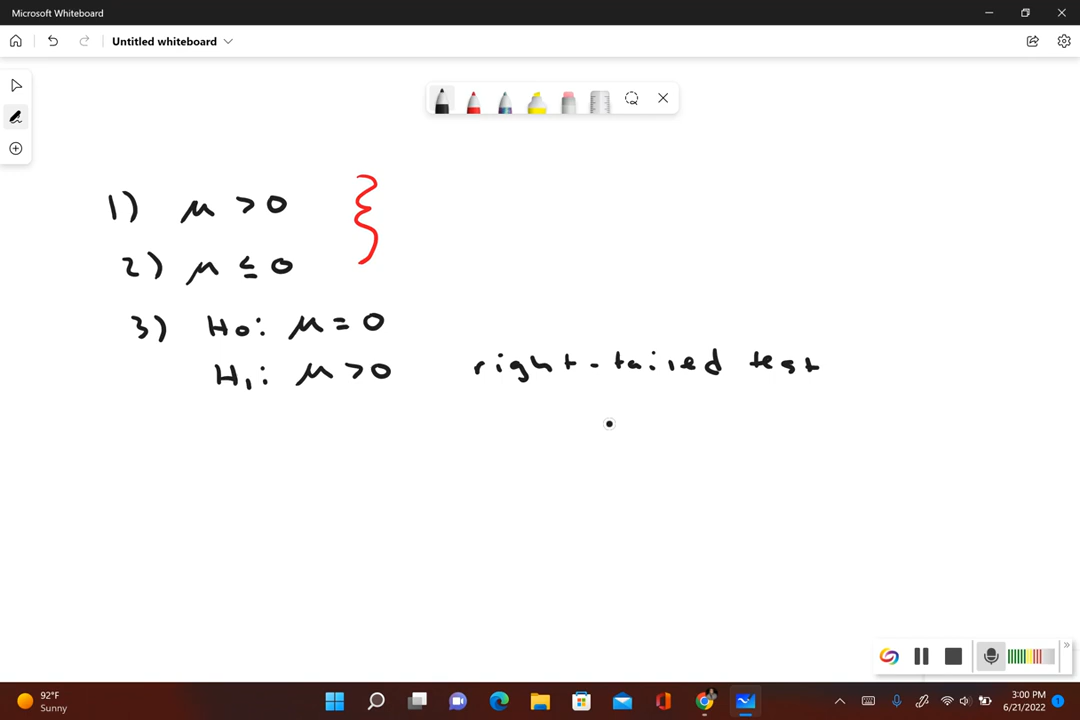 Microsoft Whiteboard
Untitled whiteboard
1) μ > 0
2) μ ≤ 0
3) H0: μ = 0
H1: μ > 0 right-tailed test
92°F
Sunny
3:00 PM
6/21/2022
1